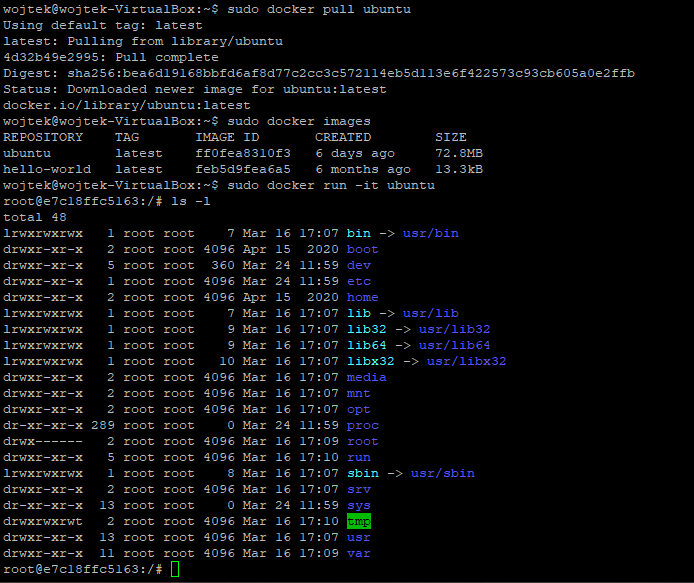 wojtek@wojtek-VirtualBox:~$ sudo docker pull ubuntu
Using default tag: latest
latest: Pulling from library/ubuntu
4d32b49e2995: Pull complete
Digest: sha256:bea6d19168bbfd6af8d77c2cc3c572114eb5d113e6f422573c93cb605a0e2ffb
Status: Downloaded newer image for ubuntu:latest
docker.io/library/ubuntu:latest
wojtek@wojtek-VirtualBox:~$ sudo docker images
REPOSITORY    TAG       IMAGE ID       CREATED        SIZE
ubuntu        latest    ff0fea8310f3   6 days ago     72.8MB
hello-world   latest    feb5d9fea6a5   6 months ago   13.3kB
wojtek@wojtek-VirtualBox:~$ sudo docker run -it ubuntu
root@e7c18ffc5163:/# ls -l
total 48
lrwxrwxrwx   1 root root    7 Mar 16 17:07 bin -> usr/bin
drwxr-xr-x   2 root root 4096 Apr 15  2020 boot
drwxr-xr-x   5 root root  360 Mar 24 11:59 dev
drwxr-xr-x   1 root root 4096 Mar 24 11:59 etc
drwxr-xr-x   2 root root 4096 Apr 15  2020 home
lrwxrwxrwx   1 root root    7 Mar 16 17:07 lib -> usr/lib
lrwxrwxrwx   1 root root    9 Mar 16 17:07 lib32 -> usr/lib32
lrwxrwxrwx   1 root root    9 Mar 16 17:07 lib64 -> usr/lib64
lrwxrwxrwx   1 root root   10 Mar 16 17:07 libx32 -> usr/libx32
drwxr-xr-x   2 root root 4096 Mar 16 17:07 media
drwxr-xr-x   2 root root 4096 Mar 16 17:07 mnt
drwxr-xr-x   2 root root 4096 Mar 16 17:07 opt
dr-xr-xr-x 289 root root    0 Mar 24 11:59 proc
drwx------   2 root root 4096 Mar 16 17:09 root
drwxr-xr-x   5 root root 4096 Mar 16 17:10 run
lrwxrwxrwx   1 root root    8 Mar 16 17:07 sbin -> usr/sbin
drwxr-xr-x   2 root root 4096 Mar 16 17:07 srv
dr-xr-xr-x  13 root root    0 Mar 24 11:59 sys
drwxrwxrwt   2 root root 4096 Mar 16 17:10 tmp
drwxr-xr-x  13 root root 4096 Mar 16 17:07 usr
drwxr-xr-x  11 root root 4096 Mar 16 17:09 var
root@e7c18ffc5163:/#